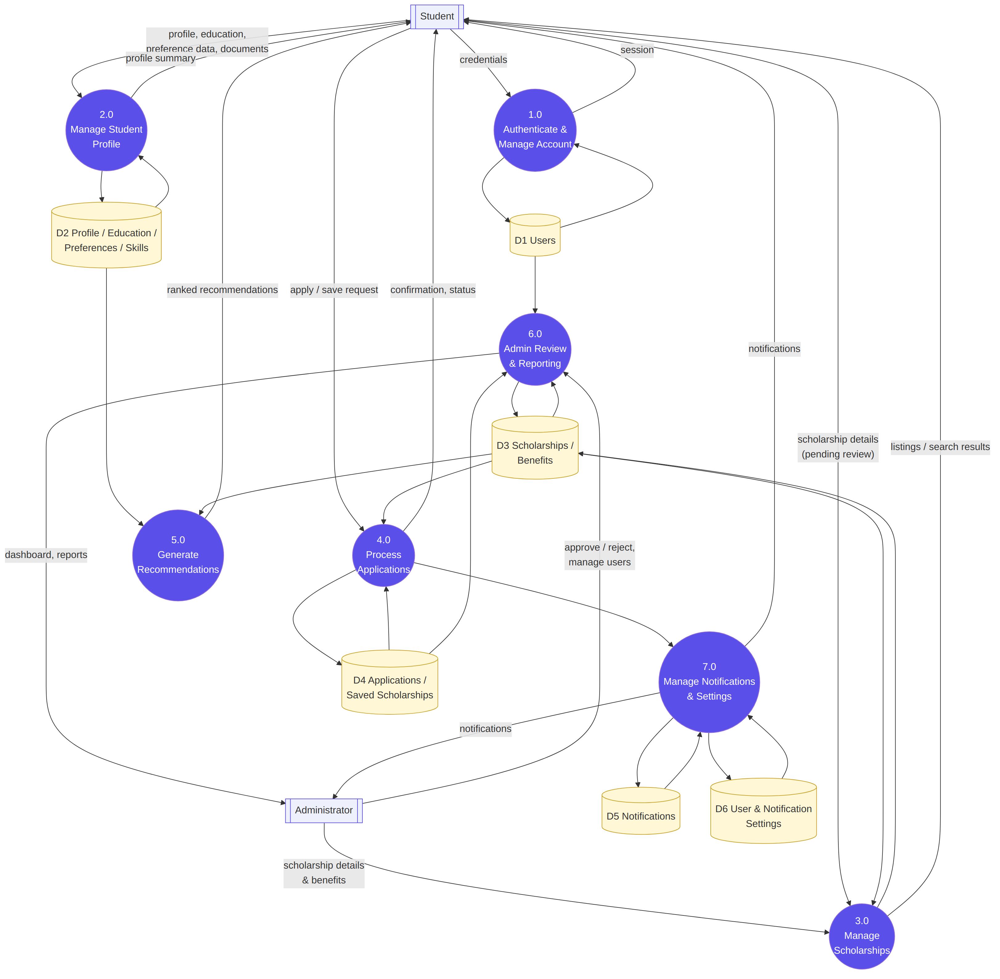 Student
profile, education,
preference data, documents
profile summary
credentials
session
2.0
Manage Student
Profile
1.0
Authenticate &
Manage Account
D2 Profile / Education /
Preferences / Skills
D1 Users
ranked recommendations
apply / save request
confirmation, status
6.0
Admin Review
& Reporting
notifications
D3 Scholarships /
Benefits
scholarship details
(pending review)
listings / search results
5.0
Generate
Recommendations
4.0
Process
Applications
dashboard, reports
approve / reject,
manage users
D4 Applications /
Saved Scholarships
7.0
Manage Notifications
& Settings
notifications
Administrator
D5 Notifications
D6 User & Notification
Settings
scholarship details
& benefits
3.0
Manage
Scholarships